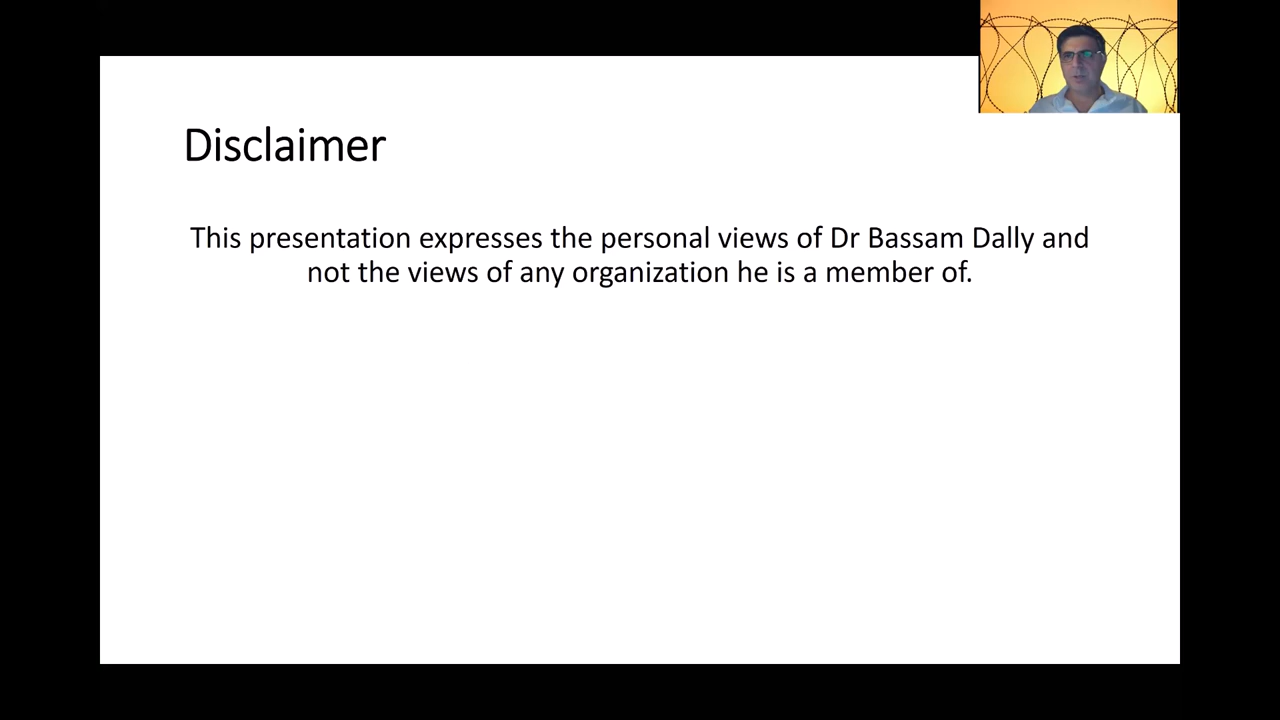 Disclaimer
This presentation expresses the personal views of Dr Bassam Dally and
not the views of any organization he is a member of.